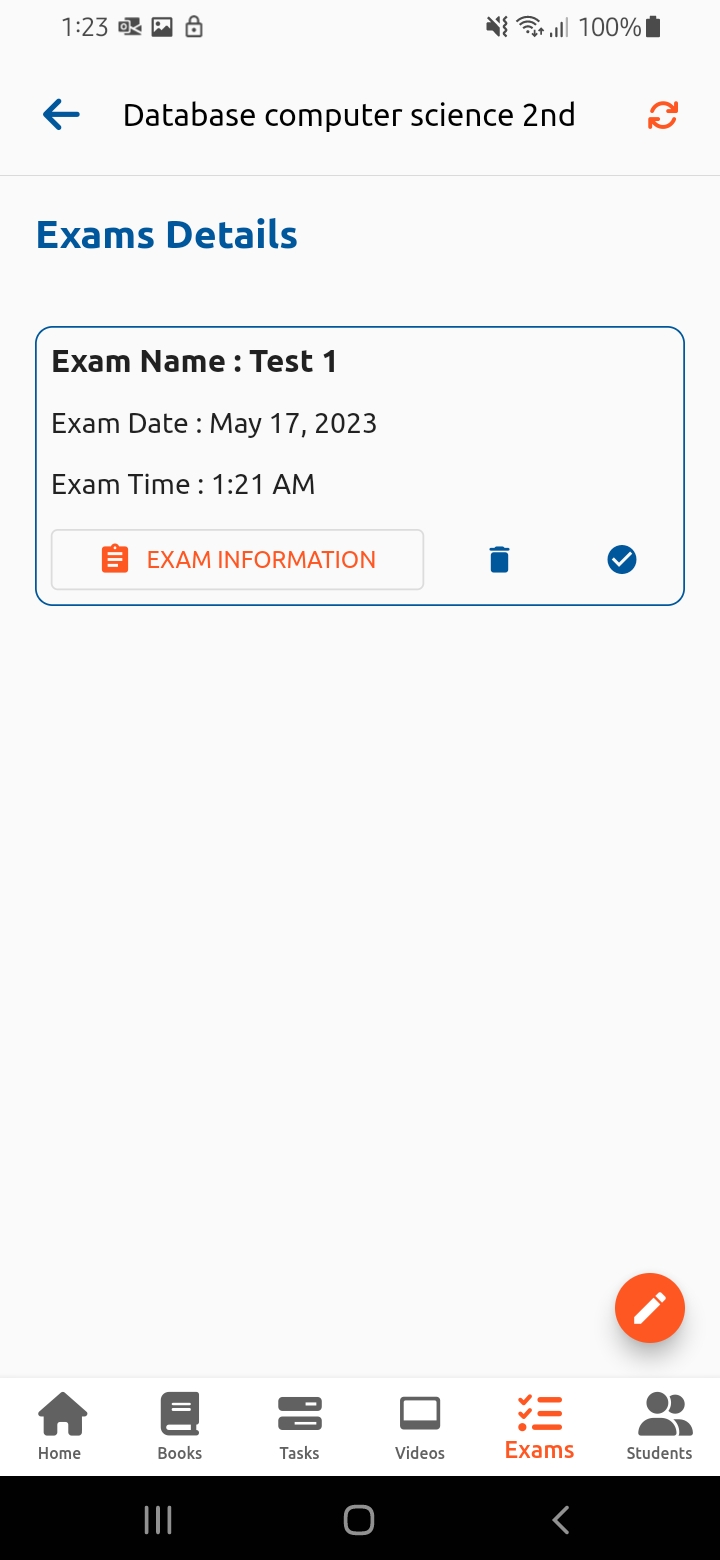 1:23 100%
Database computer science 2nd
Exams Details
Exam Name : Test 1
Exam Date : May 17, 2023
Exam Time : 1:21 AM
EXAM INFORMATION
Home Books Tasks Videos Exams Students